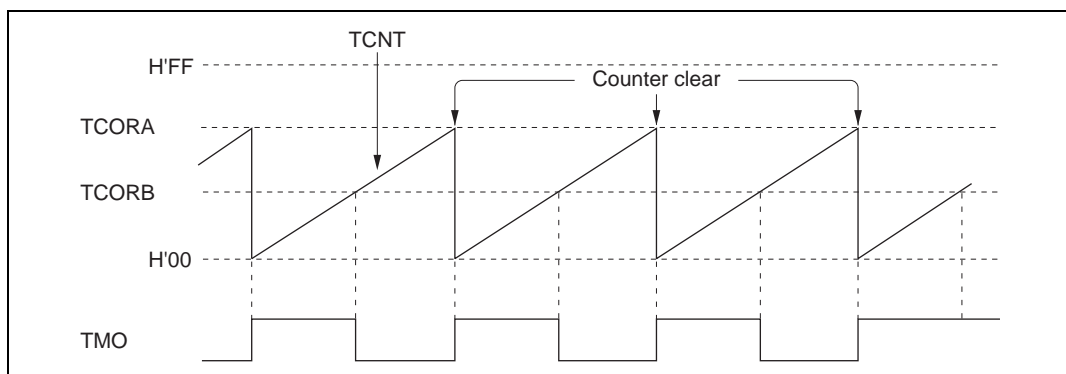 TCNT
H'FF
Counter clear
TCORA
TCORB
H'00
TMO